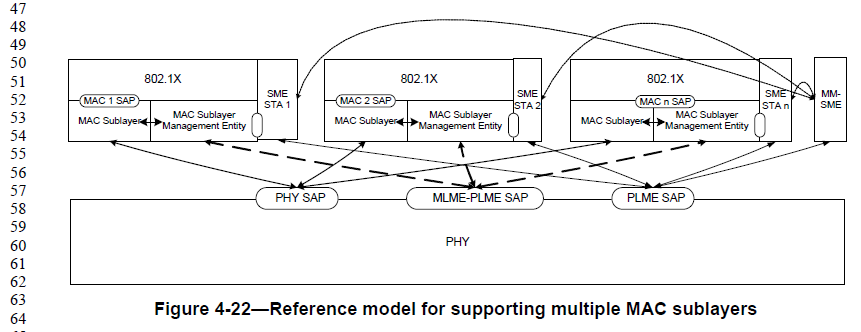 47
48
49
50
51
52
53
54
55
56
57
58
59
60
61
62
63
64
802.1X
MAC 1 SAP
MAC Sublayer
MAC Sublayer
Management Entity
SME
STA 1
802.1X
MAC 2 SAP
MAC Sublayer
MAC Sublayer
Management Entity
SME
STA 2
802.1X
MAC n SAP
MAC Sublayer
MAC Sublayer
Management Entity
SME
STA n
MM-
SME
PHY SAP
MLME-PLME SAP
PLME SAP
PHY
Figure 4-22—Reference model for supporting multiple MAC sublayers